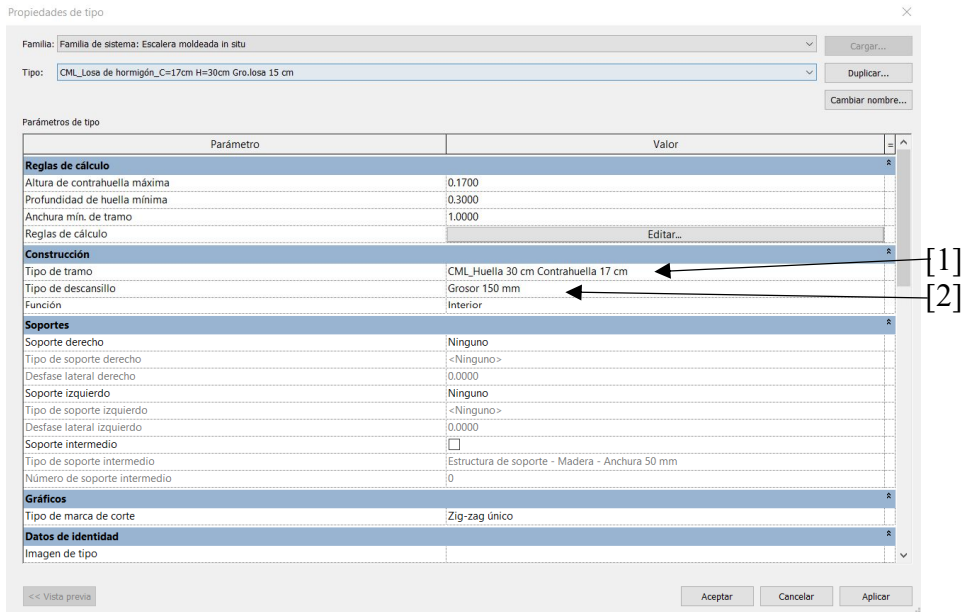 Propiedades de tipo
Familia: Familia de sistema: Escalera moldeada in situ Cargar...
Tipo: CML_Losa de hormigón_C=17cm H=30cm Gro.losa 15 cm Duplicar...
Cambiar nombre...
Parámetros de tipo
Parámetro Valor =
Reglas de cálculo
Altura de contrahuella máxima 0.1700
Profundidad de huella mínima 0.3000
Anchura mín. de tramo 1.0000
Reglas de cálculo Editar...
Construcción
Tipo de tramo CML_Huella 30 cm Contrahuella 17 cm [1]
Tipo de descansillo Grosor 150 mm [2]
Función Interior
Soportes
Soporte derecho Ninguno
Tipo de soporte derecho <Ninguno>
Desfase lateral derecho 0.0000
Soporte izquierdo Ninguno
Tipo de soporte izquierdo <Ninguno>
Desfase lateral izquierdo 0.0000
Soporte intermedio
Tipo de soporte intermedio Estructura de soporte - Madera - Anchura 50 mm
Número de soporte intermedio 0
Gráficos
Tipo de marca de corte Zig-zag único
Datos de identidad
Imagen de tipo
<< Vista previa Aceptar Cancelar Aplicar